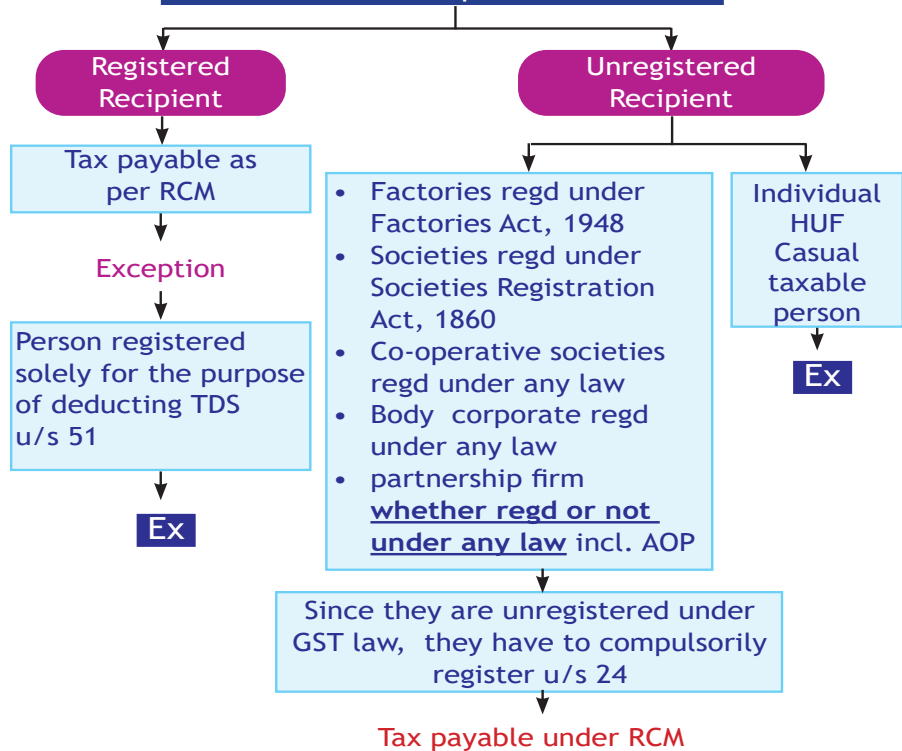 Registered
Recipient
Unregistered
Recipient
Tax payable as
per RCM
Exception
Person registered
solely for the purpose
of deducting TDS
u/s 51
Ex
• Factories regd under
Factories Act, 1948
• Societies regd under
Societies Registration
Act, 1860
• Co-operative societies
regd under any law
• Body corporate regd
under any law
• partnership firm
whether regd or not
under any law incl. AOP
Individual
HUF
Casual
taxable
person
Ex
Since they are unregistered under
GST law, they have to compulsorily
register u/s 24
Tax payable under RCM